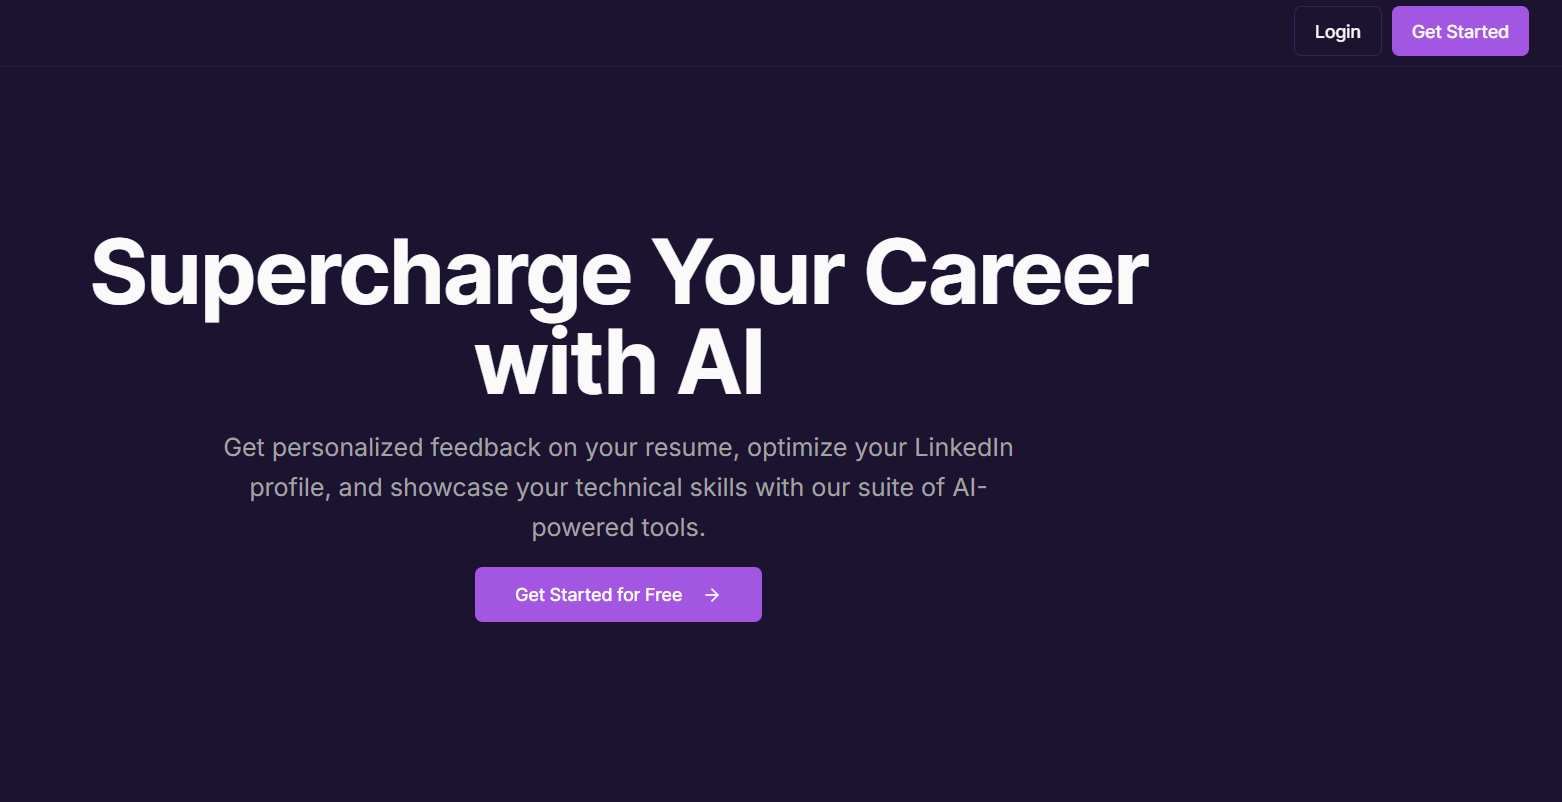 Login
Get Started
Supercharge Your Career
with AI
Get personalized feedback on your resume, optimize your LinkedIn
profile, and showcase your technical skills with our suite of AI-
powered tools.
Get Started for Free →